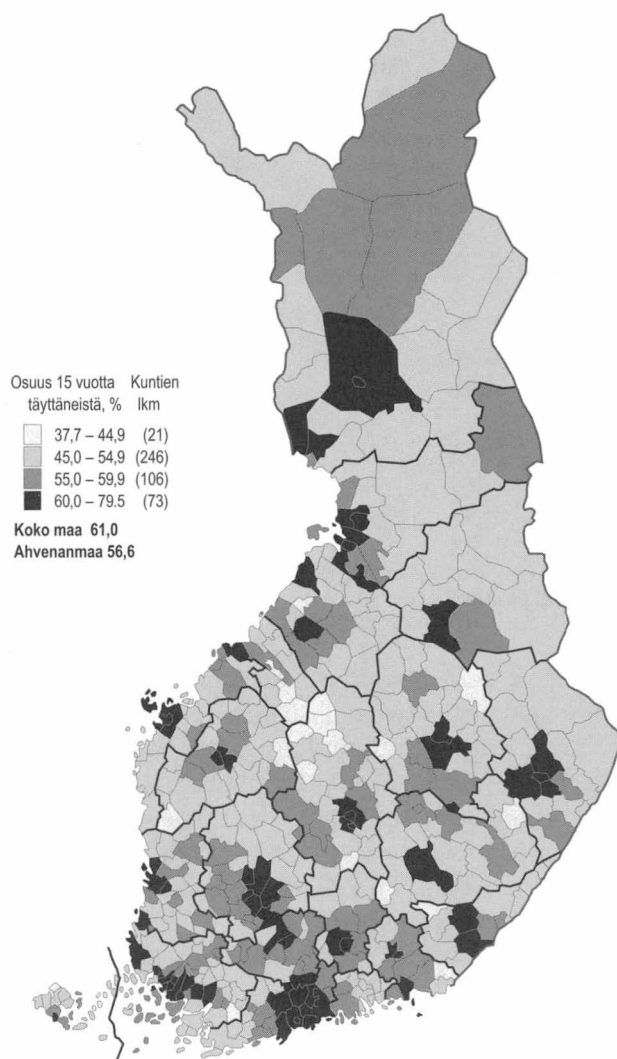 Osuus 15 vuotta Kuntien
täyttäneistä, % lkm
37,7 – 44,9 (21)
45,0 – 54,9 (246)
55,0 – 59,9 (106)
60,0 – 79.5 (73)
Koko maa 61,0
Ahvenanmaa 56,6